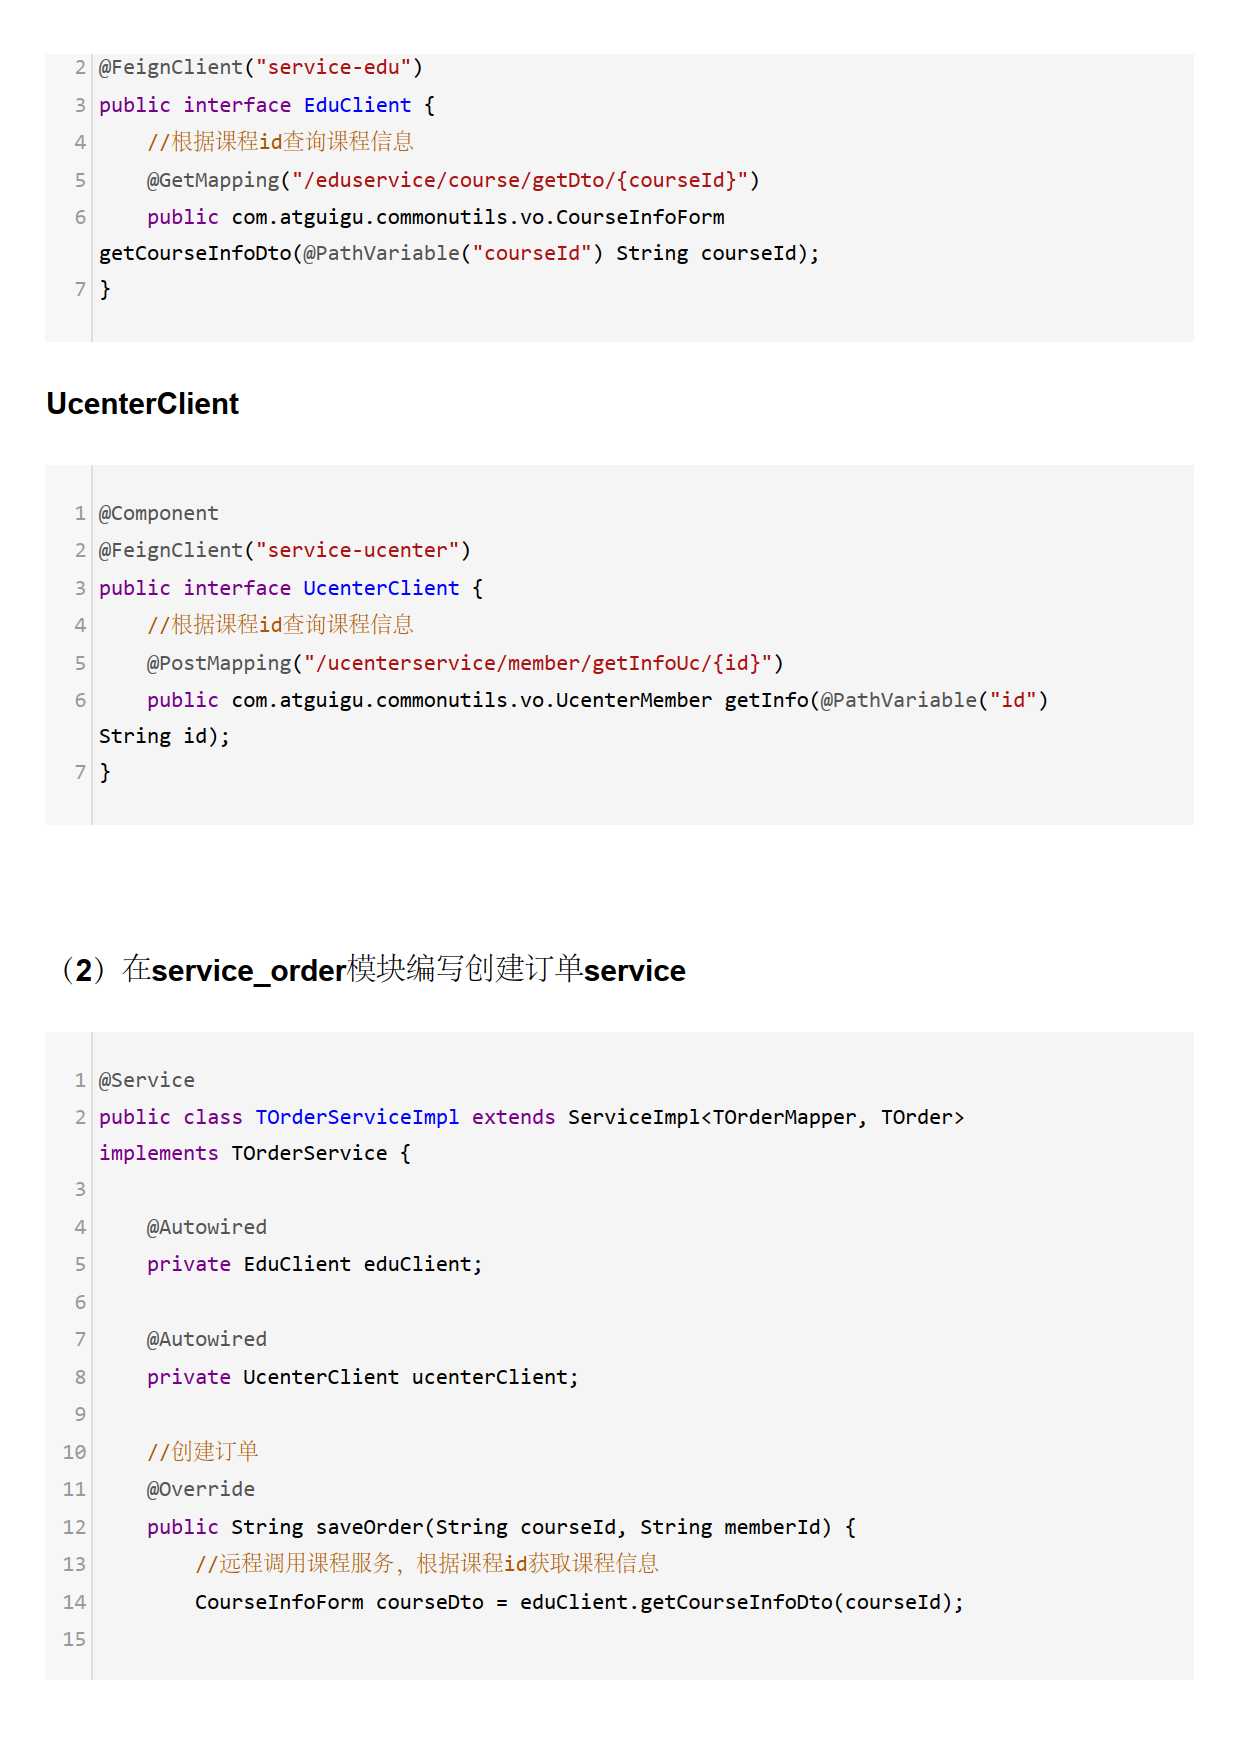 2 @FeignClient("service-edu")
3 public interface EduClient {
4     //根据课程id查询课程信息
5     @GetMapping("/eduservice/course/getDto/{courseId}")
6     public com.atguigu.commonutils.vo.CourseInfoForm
getCourseInfoDto(@PathVariable("courseId") String courseId);
7 }
UcenterClient
1 @Component
2 @FeignClient("service-ucenter")
3 public interface UcenterClient {
4     //根据课程id查询课程信息
5     @PostMapping("/ucenterservice/member/getInfoUc/{id}")
6     public com.atguigu.commonutils.vo.UcenterMember getInfo(@PathVariable("id")
String id);
7 }
（2）在service_order模块编写创建订单service
1 @Service
2 public class TOrderServiceImpl extends ServiceImpl<TOrderMapper, TOrder>
implements TOrderService {
3
4     @Autowired
5     private EduClient eduClient;
6
7     @Autowired
8     private UcenterClient ucenterClient;
9
10     //创建订单
11     @Override
12     public String saveOrder(String courseId, String memberId) {
13         //远程调用课程服务，根据课程id获取课程信息
14         CourseInfoForm courseDto = eduClient.getCourseInfoDto(courseId);
15